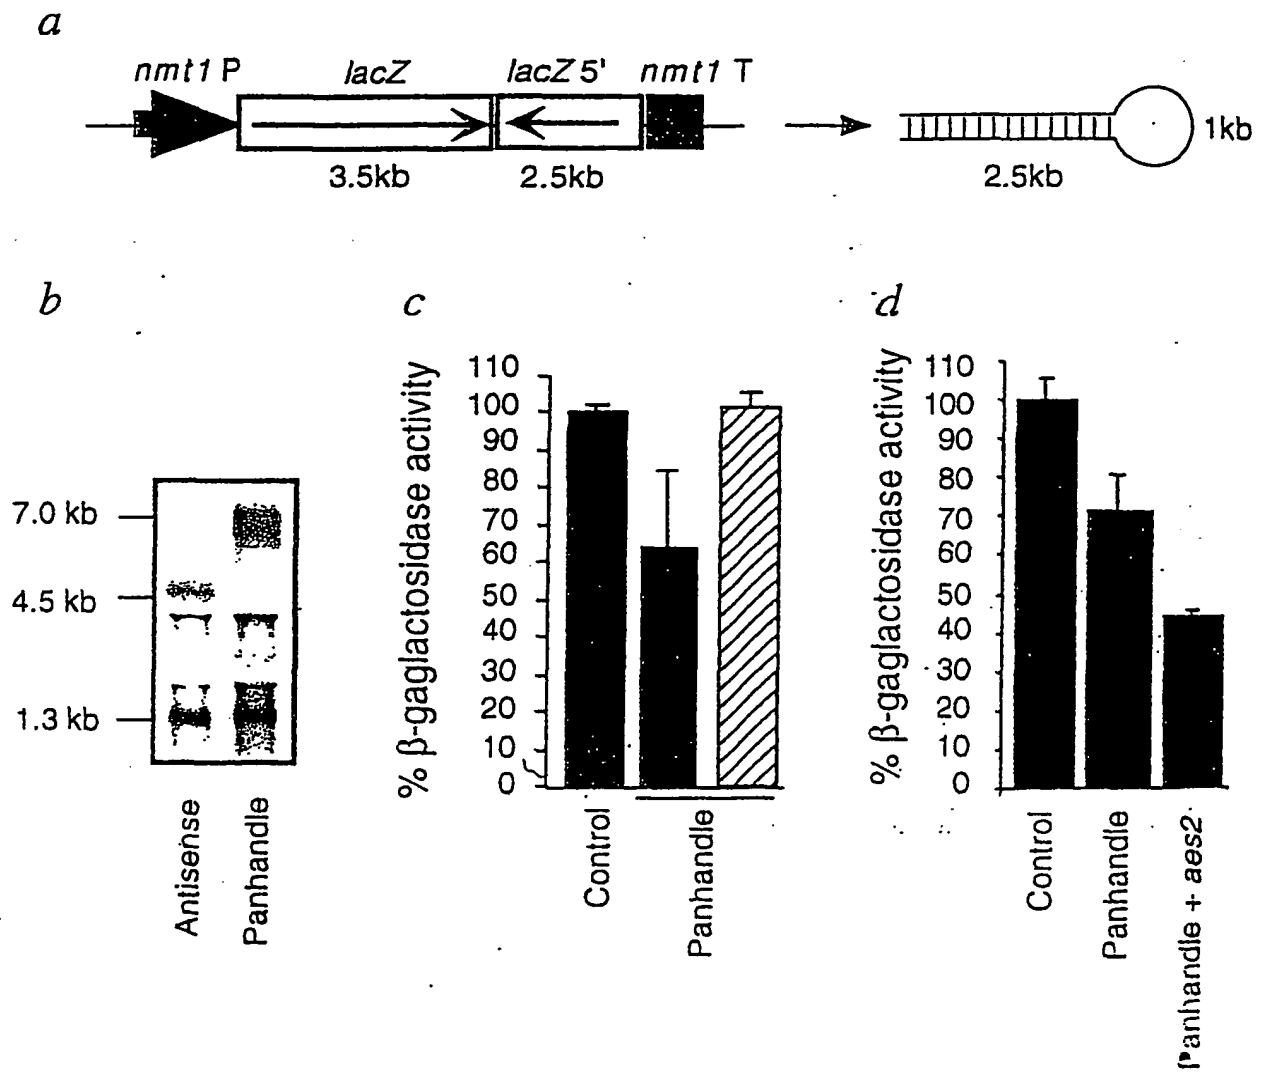 a
nmt1 P lacZ lacZ 5' nmt1 T
3.5kb 2.5kb
2.5kb
1kb
b
7.0 kb
4.5 kb
1.3 kb
Antisense
Panhandle
c
% β-gaglactosidase activity
110
100
90
80
70
60
50
40
30
20
10
0
Control
Panhandle
d
% β-gaglactosidase activity
110
100
90
80
70
60
50
40
30
20
10
0
Control
Panhandle
Panhandle + aes2